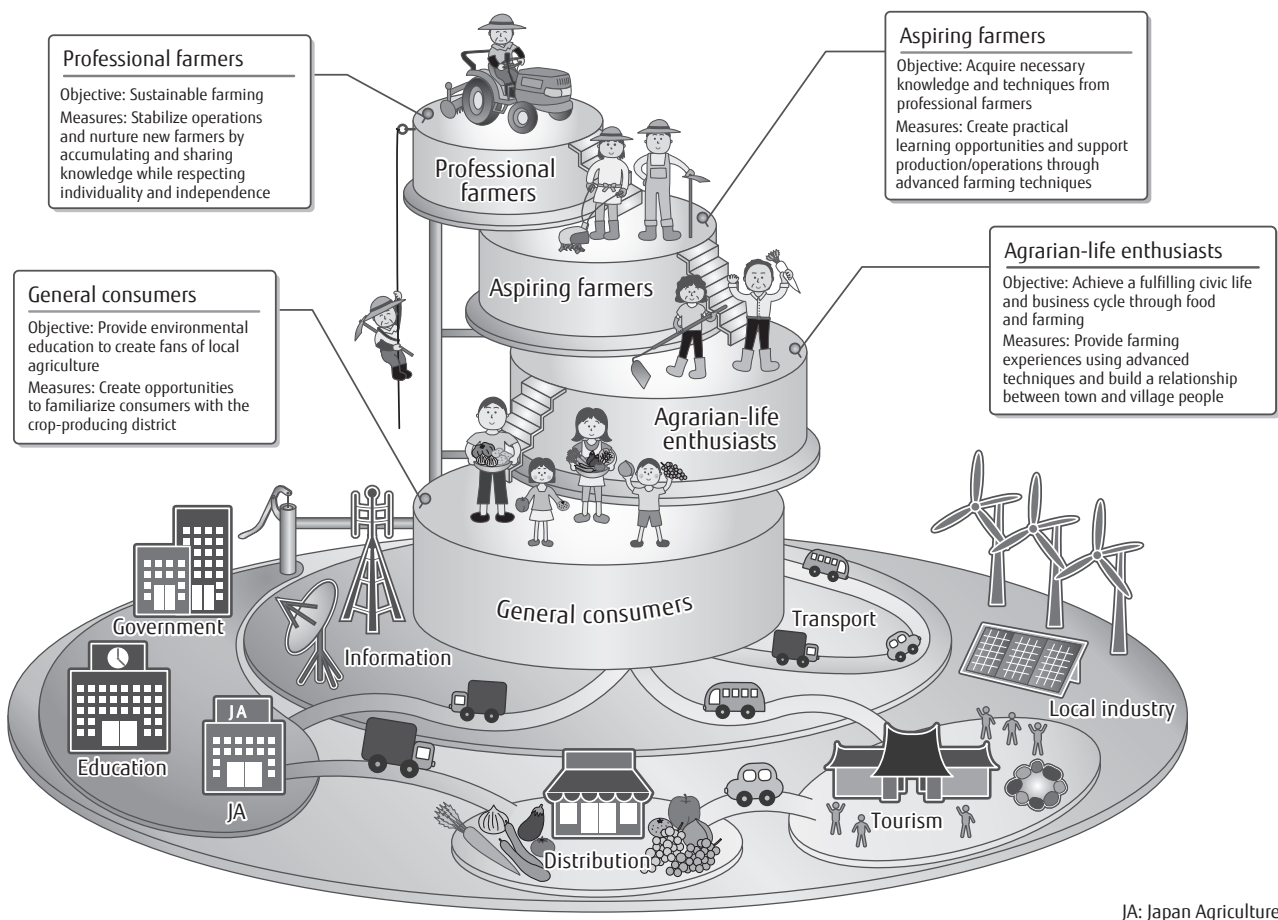 Professional farmers
Objective: Sustainable farming
Measures: Stabilize operations
and nurture new farmers by
accumulating and sharing
knowledge while respecting
individuality and independence
Aspiring farmers
Objective: Acquire necessary
knowledge and techniques from
professional farmers
Measures: Create practical
learning opportunities and support
production/operations through
advanced farming techniques
General consumers
Objective: Provide environmental
education to create fans of local
agriculture
Measures: Create opportunities
to familiarize consumers with the
crop-producing district
Agrarian-life enthusiasts
Objective: Achieve a fulfilling civic life
and business cycle through food
and farming
Measures: Provide farming
experiences using advanced
techniques and build a relationship
between town and village people
Professional
farmers
Aspiring farmers
Agrarian-life
enthusiasts
General consumers
Government
Information
Transport
Education
JA
JA
Local industry
Distribution
Tourism
JA: Japan Agriculture